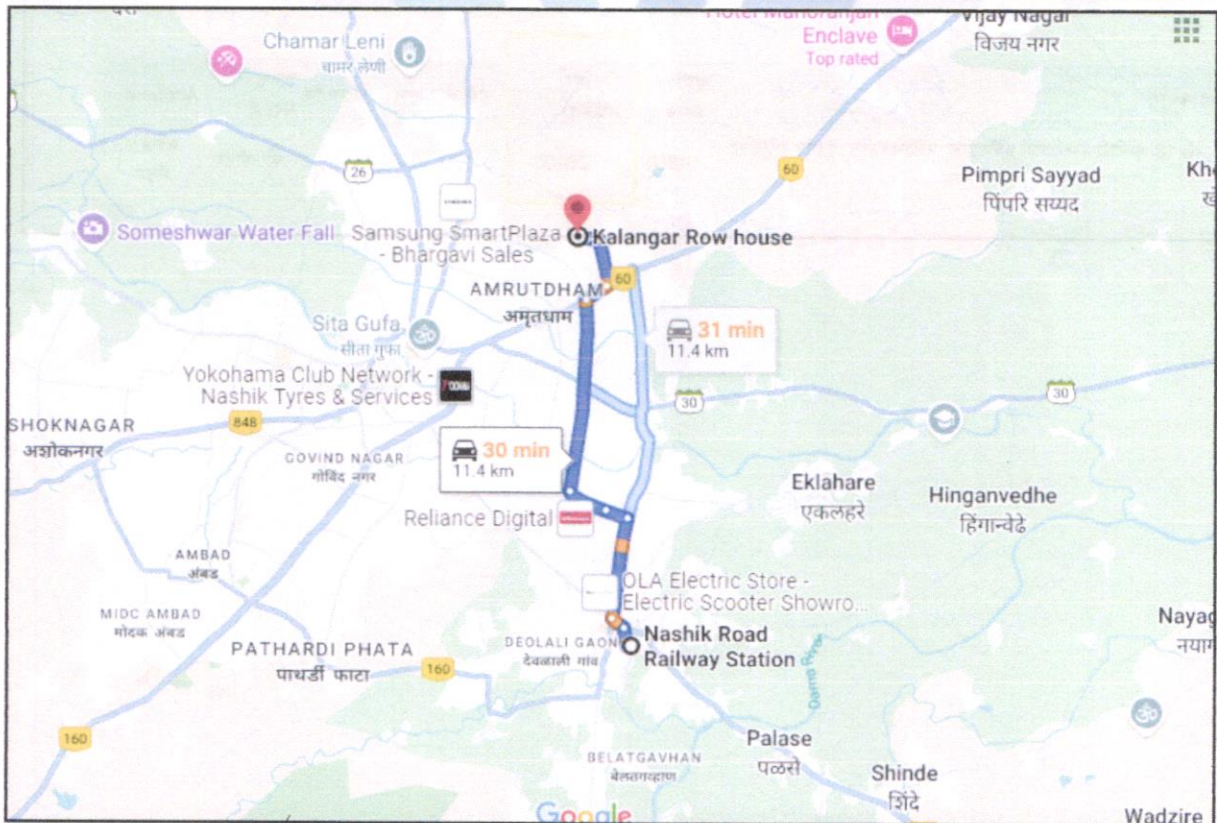 Chamar Leni
चामर लेणी
Hotel Manoranjan
Enclave
Top rated
Vijay Nagar
विजय नगर
26
60
Pimpri Sayyad
पिंपरि सय्यद
Someshwar Water Fall
Samsung SmartPlaza
- Bhargavi Sales
Kalangar Row house
60
AMRUTDHAM
अमृतधाम
Sita Gufa
सीता गुफा
31 min
11.4 km
Yokohama Club Network -
Nashik Tyres & Services
30
30
SHOKNAGAR
अशोकनगर
848
GOVIND NAGAR
गोविंद नगर
30 min
11.4 km
Eklahare
एकलहरे
Hinganvedhe
हिंगान्वेढे
Reliance Digital
AMBAD
अंबड
OLA Electric Store -
Electric Scooter Showro...
MIDC AMBAD
मोदक अंबड
Nashik Road
Railway Station
DEOLALI GAON
देवळाली गांव
PATHARDI PHATA
पाथर्डी फाटा
160
Darna River
160
BELATGAVHAN
बेलतगव्हाण
Palase
पळसे
Shinde
शिंदे
Google
Wadzire